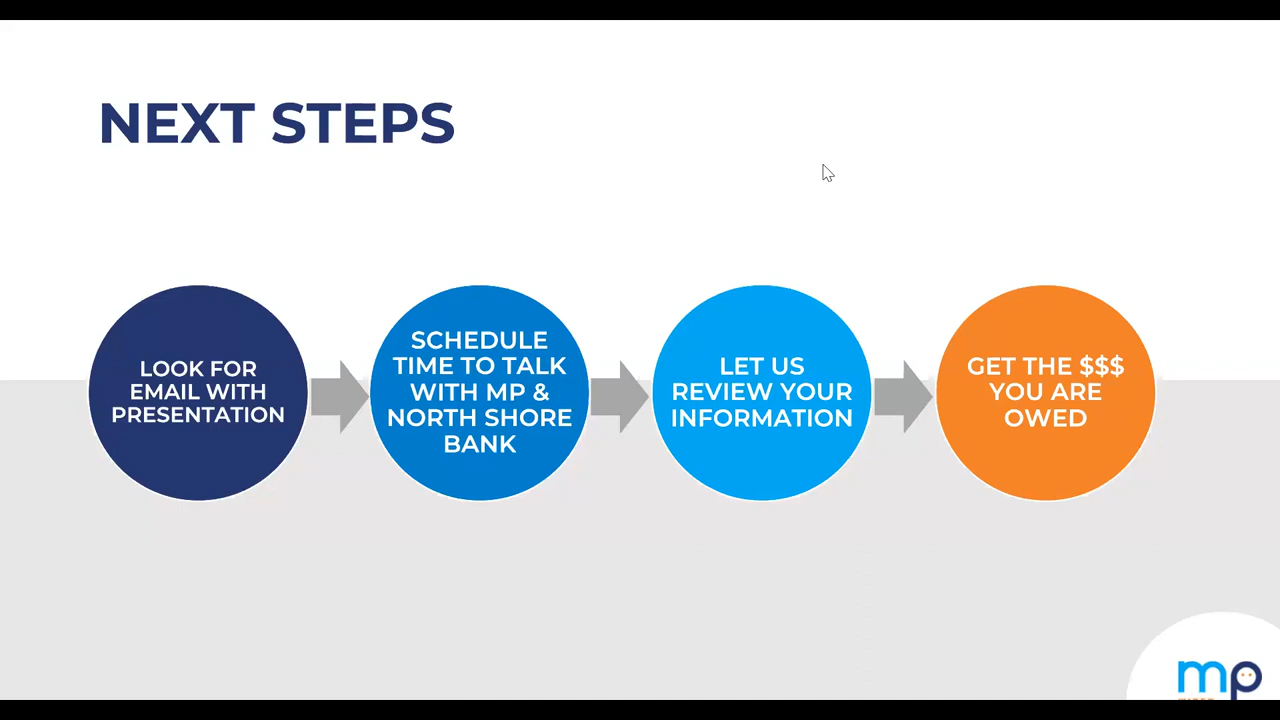 NEXT STEPS
LOOK FOR
EMAIL WITH
PRESENTATION
SCHEDULE
TIME TO TALK
WITH MP &
NORTH SHORE
BANK
LET US
REVIEW YOUR
INFORMATION
GET THE $$$
YOU ARE
OWED
mp